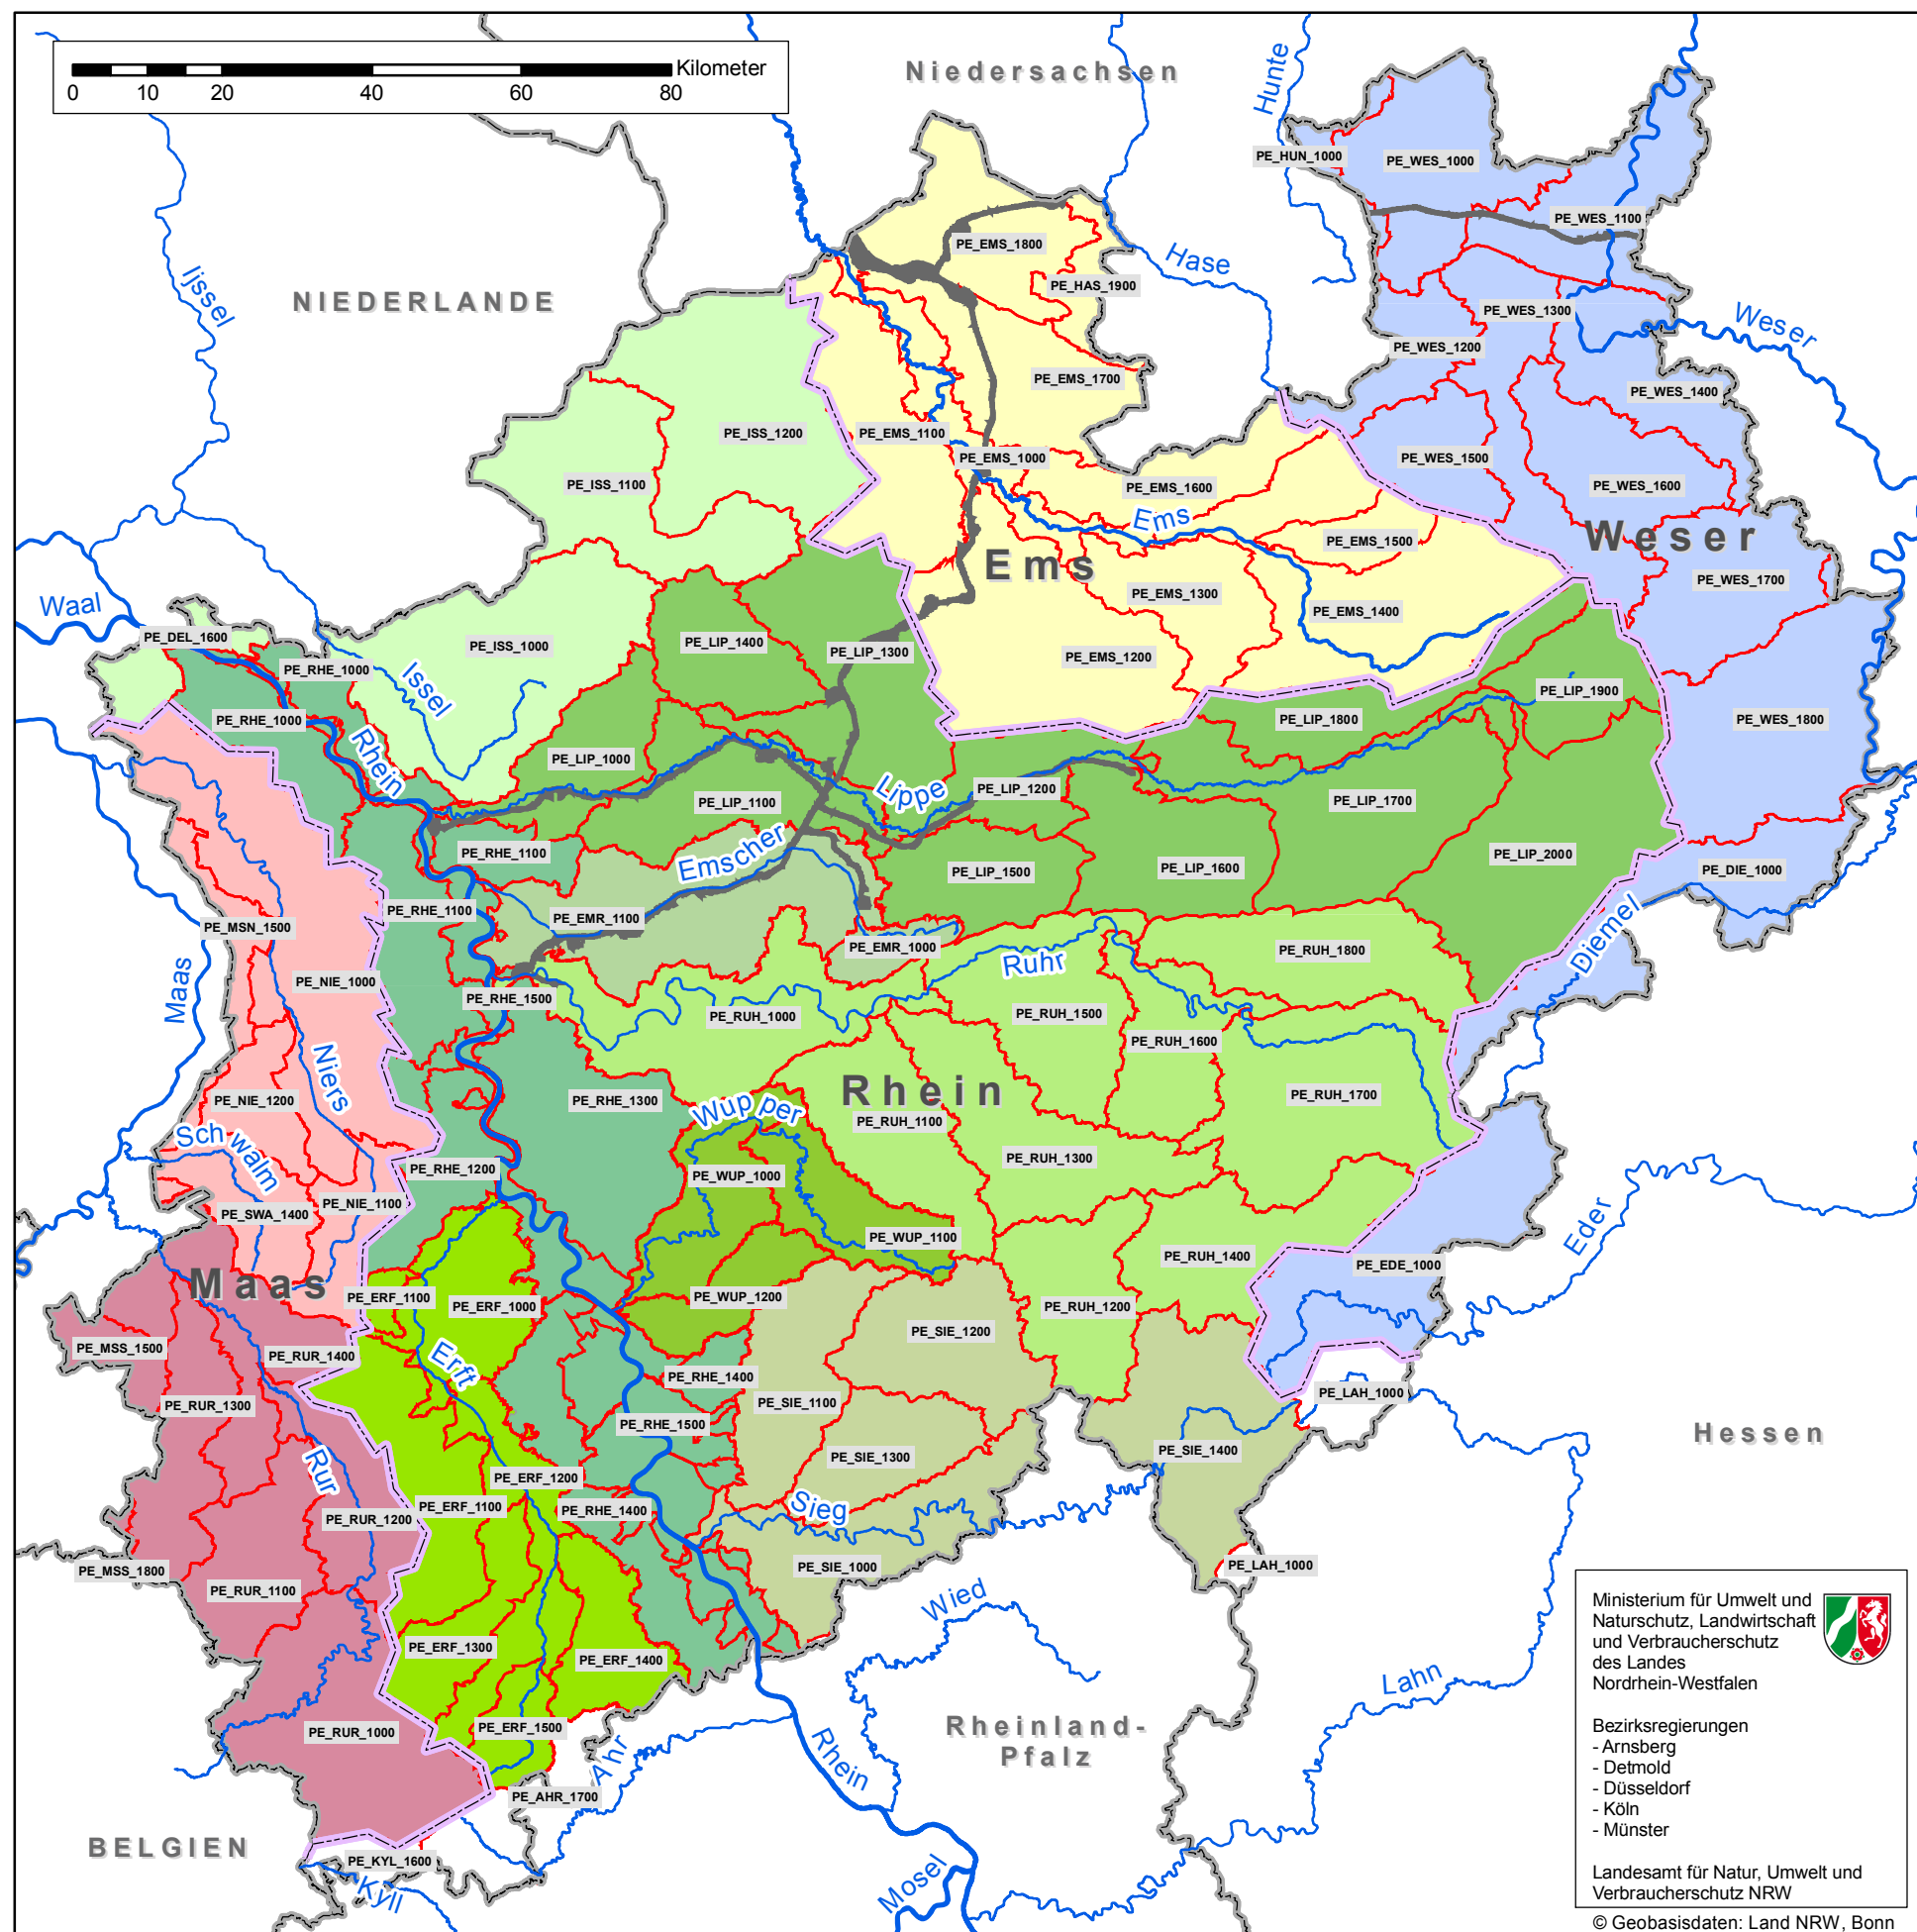 Kilometer
0 10 20 40 60 80
Niedersachsen
Hunte
PE_HUN_1000
PE_WES_1000
PE_WES_1100
PE_EMS_1800
Hase
PE_HAS_1900
Ijssel
NIEDERLANDE
PE_WES_1300
Weser
PE_WES_1200
PE_EMS_1700
PE_WES_1400
PE_ISS_1200
PE_EMS_1100
PE_EMS_1000
PE_WES_1500
PE_ISS_1100
PE_EMS_1600
PE_WES_1600
Ems
Weser
PE_EMS_1500
Ems
PE_WES_1700
PE_EMS_1300
Waal
PE_EMS_1400
PE_DEL_1600
PE_ISS_1000
PE_LIP_1400
PE_LIP_1300
PE_EMS_1200
PE_RHE_1000
Issel
PE_LIP_1900
PE_RHE_1000
PE_LIP_1800
PE_WES_1800
Rhein
PE_LIP_1000
Lippe
PE_LIP_1200
PE_LIP_1100
PE_LIP_1700
Emscher
PE_RHE_1100
PE_LIP_1500
PE_LIP_1600
PE_LIP_2000
PE_DIE_1000
PE_RHE_1100
PE_EMR_1100
PE_MSN_1500
PE_EMR_1000
PE_RUH_1800
Diemel
Ruhr
PE_NIE_1000
Maas
PE_RHE_1500
PE_RUH_1000
PE_RUH_1500
PE_RUH_1600
Niers
Rhein
PE_NIE_1200
PE_RHE_1300
Wup per
PE_RUH_1700
PE_RUH_1100
Sch walm
PE_RHE_1200
PE_WUP_1000
PE_RUH_1300
PE_SWA_1400
PE_NIE_1100
PE_WUP_1100
PE_RUH_1400
Eder
PE_EDE_1000
Maas
PE_ERF_1100
PE_ERF_1000
PE_WUP_1200
PE_RUH_1200
PE_SIE_1200
PE_MSS_1500
PE_RUR_1400
Erft
PE_RHE_1400
PE_LAH_1000
PE_RUR_1300
PE_SIE_1100
PE_RHE_1500
Hessen
PE_SIE_1400
PE_SIE_1300
Rur
PE_ERF_1200
PE_ERF_1100
PE_RHE_1400
Sieg
PE_RUR_1200
PE_SIE_1000
PE_LAH_1000
PE_MSS_1800
PE_RUR_1100
Wied
PE_ERF_1300
PE_ERF_1400
Lahn
PE_RUR_1000
PE_ERF_1500
Rheinland-
Pfalz
Rhein
Ahr
PE_AHR_1700
BELGIEN
PE_KYL_1600
Kyll
Mosel
Ministerium für Umwelt und
Naturschutz, Landwirtschaft
und Verbraucherschutz
des Landes
Nordrhein-Westfalen
Bezirksregierungen
- Arnsberg
- Detmold
- Düsseldorf
- Köln
- Münster
Landesamt für Natur, Umwelt und
Verbraucherschutz NRW
© Geobasisdaten: Land NRW, Bonn